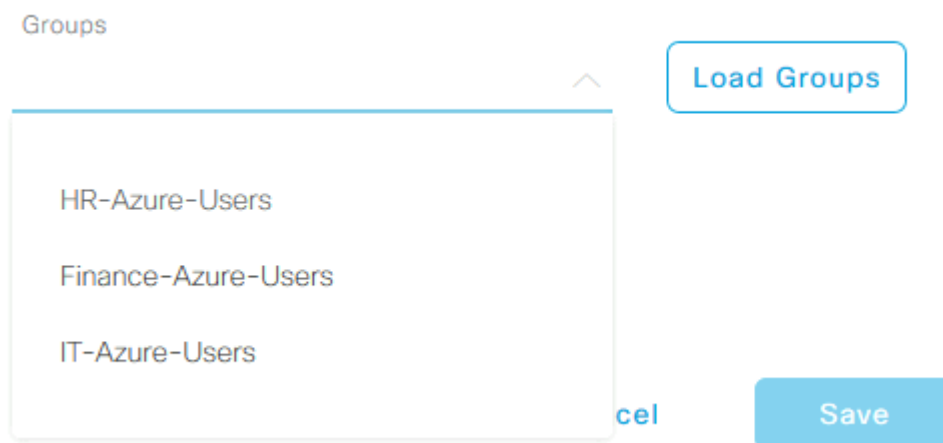 Groups
Load Groups
HR-Azure-Users
Finance-Azure-Users
IT-Azure-Users
cel
Save